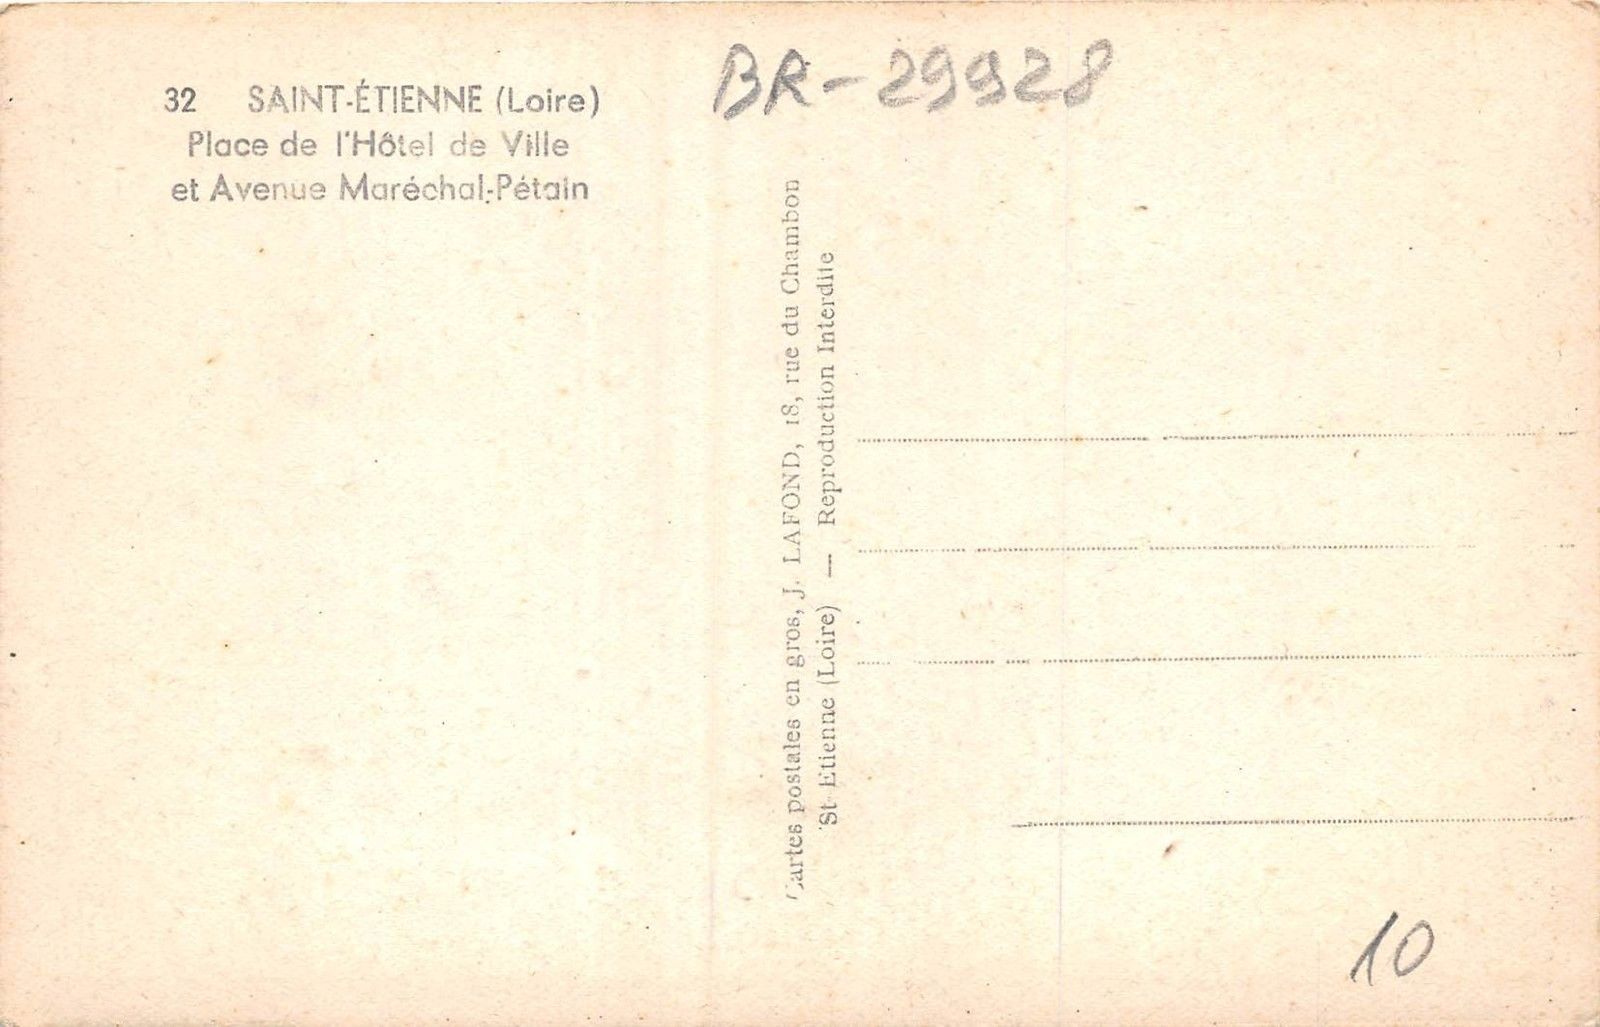 32 SAINT-ÉTIENNE (Loire)
Place de l'Hôtel de Ville
et Avenue Maréchal-Pétain
BR-29928
Cartes postales en gros, J. LAFOND, 18, rue du Chambon
St-Etienne (Loire) — Reproduction Interdite
10